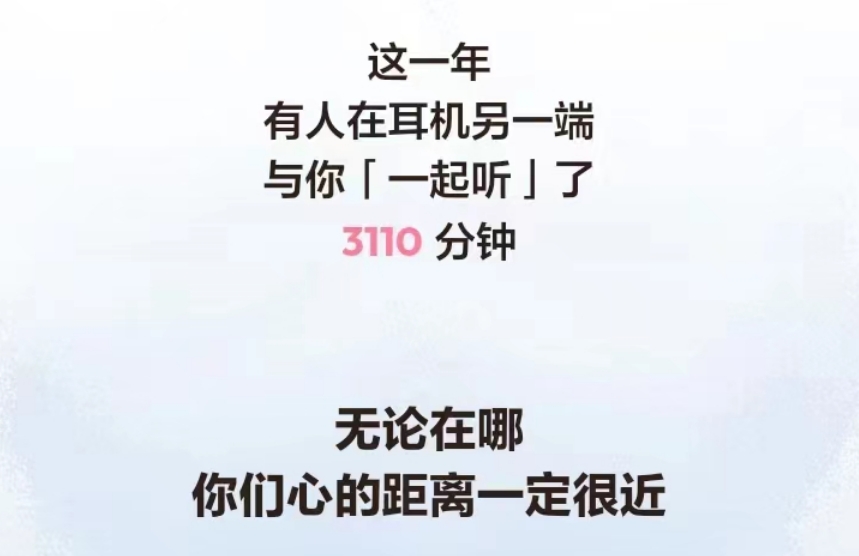 这一年
有人在耳机另一端
与你「一起听」了
3110 分钟
无论在哪
你们心的距离一定很近